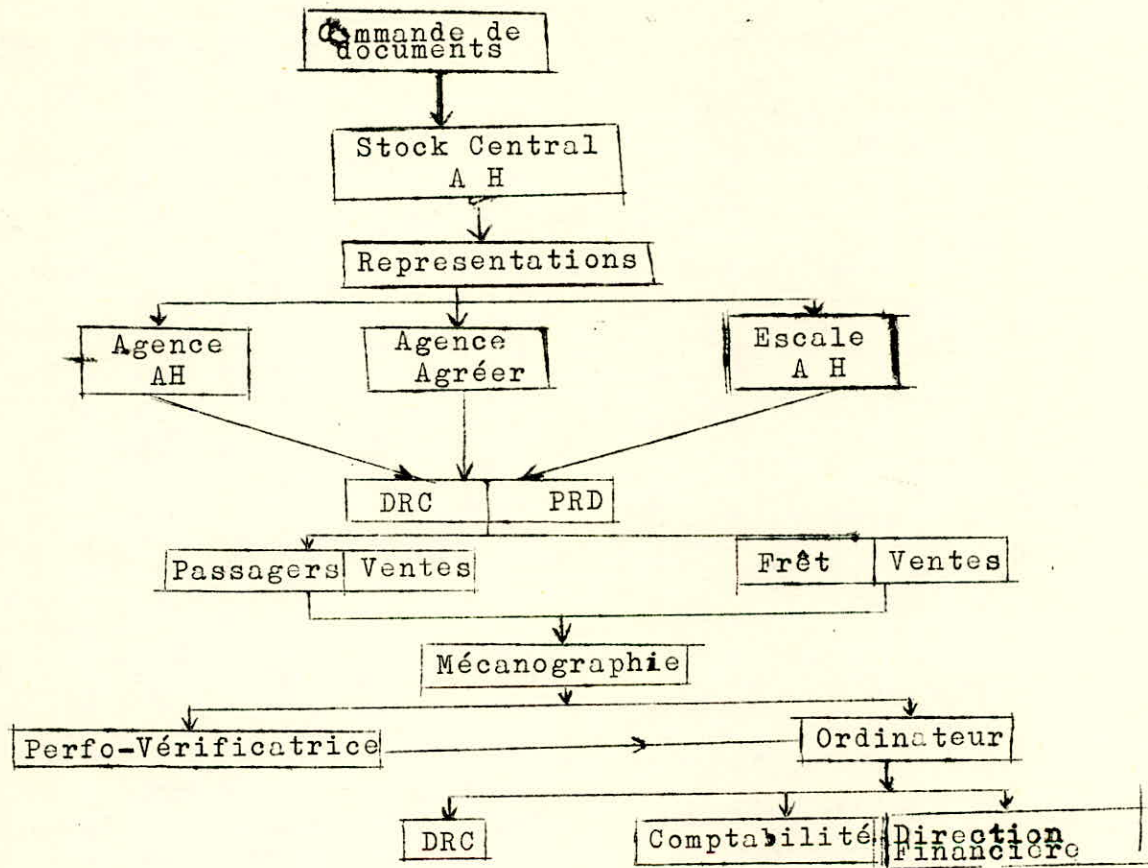 Commande de
documents
Stock Central
A H
Representations
Agence
AH
Agence
Agréer
Escale
A H
DRC PRD
Passagers Ventes
Frêt Ventes
Mécanographie
Perfo-Vérificatrice
Ordinateur
DRC
Comptabilité
Direction
Financière